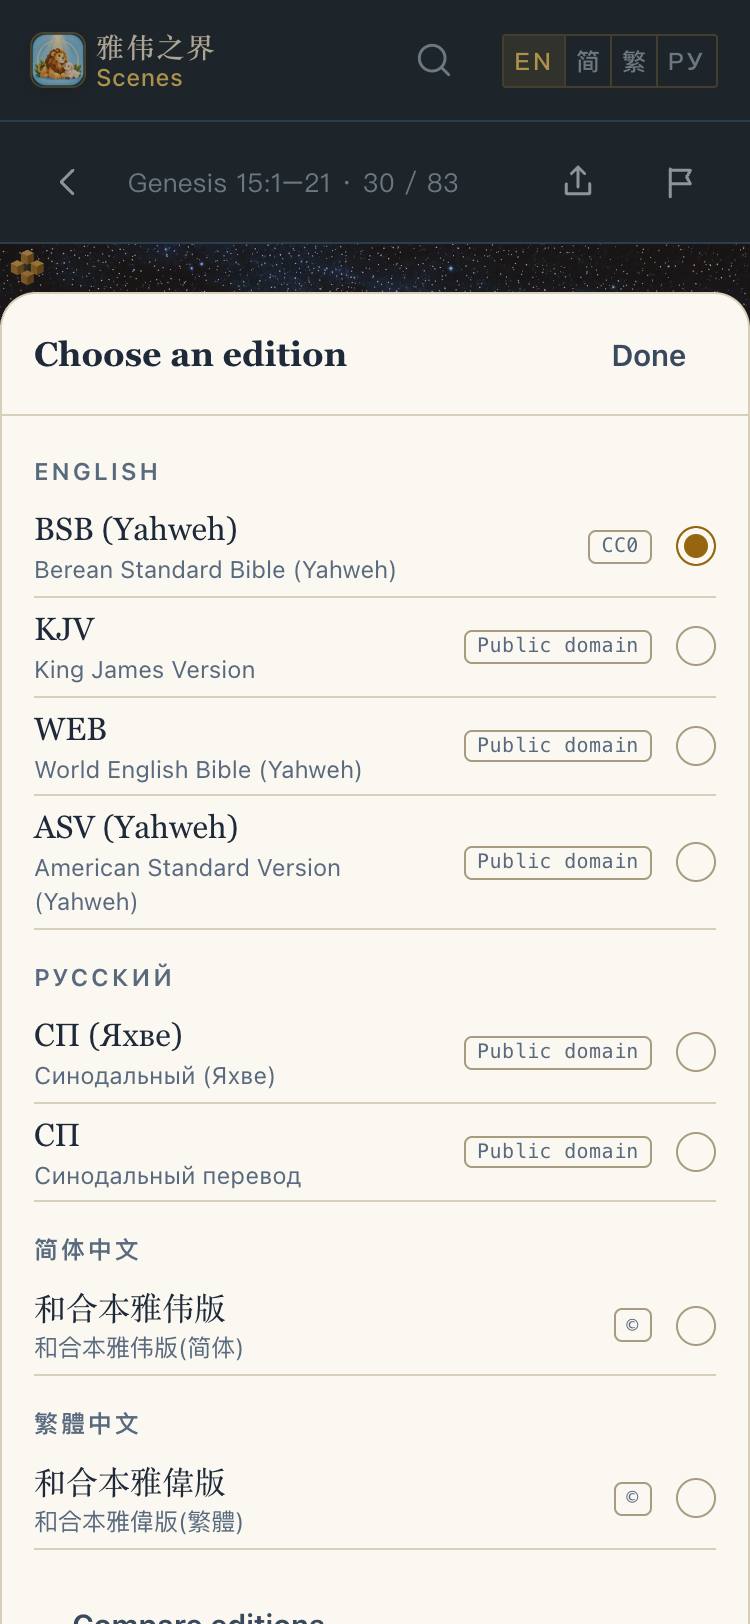 雅伟之界
Scenes
EN 简 繁 РУ
Genesis 15:1–21 · 30 / 83
Choose an edition
Done
ENGLISH
BSB (Yahweh)
Berean Standard Bible (Yahweh)
CC0
KJV
King James Version
Public domain
WEB
World English Bible (Yahweh)
Public domain
ASV (Yahweh)
American Standard Version
(Yahweh)
Public domain
РУССКИЙ
СП (Яхве)
Синодальный (Яхве)
Public domain
СП
Синодальный перевод
Public domain
简体中文
和合本雅伟版
和合本雅伟版(简体)
©
繁體中文
和合本雅偉版
和合本雅偉版(繁體)
©
Compare editions